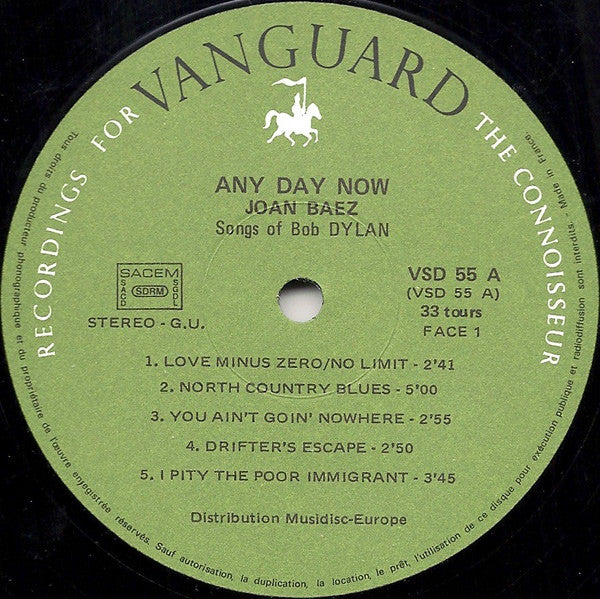 RECORDINGS FOR VANGUARD THE CONNOISSEUR
ANY DAY NOW
JOAN BAEZ
Songs of Bob DYLAN
SACEM
SACD
SDRM
SGDL
STEREO - G.U.
VSD 55 A
(VSD 55 A)
33 tours
FACE 1
1. LOVE MINUS ZERO/NO LIMIT - 2'41
2. NORTH COUNTRY BLUES - 5'00
3. YOU AIN'T GOIN' NOWHERE - 2'55
4. DRIFTER'S ESCAPE - 2'50
5. I PITY THE POOR IMMIGRANT - 3'45
Distribution Musidisc-Europe
Tous droits du producteur phonographique et du propriétaire de l'œuvre enregistrée réservés. Sauf autorisation, la duplication, la location, le prêt, l'utilisation de ce disque pour exécution publique et radiodiffusion sont interdits - Made in France.